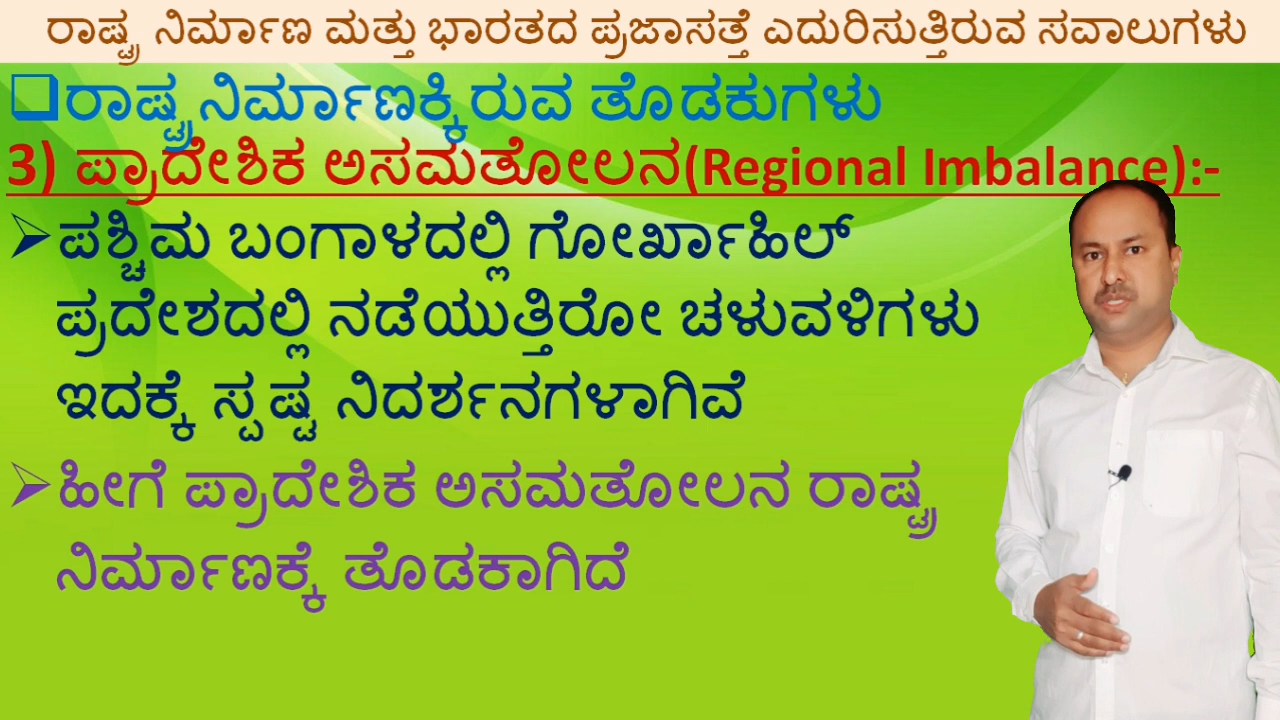 ರಾಷ್ಟ್ರ ನಿರ್ಮಾಣ ಮತ್ತು ಭಾರತದ ಪ್ರಜಾಸತ್ತೆ ಎದುರಿಸುತ್ತಿರುವ ಸವಾಲುಗಳು
❑ರಾಷ್ಟ್ರ ನಿರ್ಮಾಣಕ್ಕಿರುವ ತೊಡಕುಗಳು
3) ಪ್ರಾದೇಶಿಕ ಅಸಮತೋಲನ(Regional Imbalance):-
➢ಪಶ್ಚಿಮ ಬಂಗಾಳದಲ್ಲಿ ಗೋರ್ಖಾಹಿಲ್
ಪ್ರದೇಶದಲ್ಲಿ ನಡೆಯುತ್ತಿರೋ ಚಳುವಳಿಗಳು
ಇದಕ್ಕೆ ಸ್ಪಷ್ಟ ನಿದರ್ಶನಗಳಾಗಿವೆ
➢ಹೀಗೆ ಪ್ರಾದೇಶಿಕ ಅಸಮತೋಲನ ರಾಷ್ಟ್ರ
ನಿರ್ಮಾಣಕ್ಕೆ ತೊಡಕಾಗಿದೆ